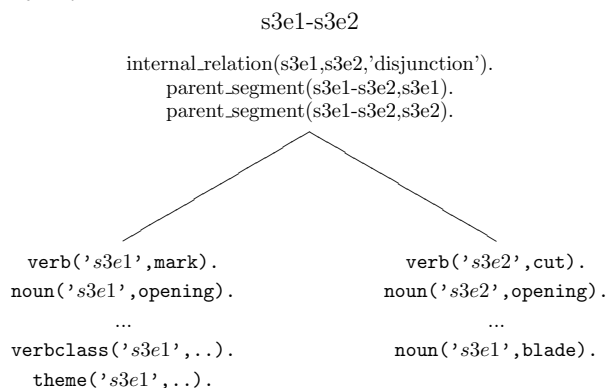 s3e1-s3e2
internal_relation(s3e1,s3e2,'disjunction').
parent_segment(s3e1-s3e2,s3e1).
parent_segment(s3e1-s3e2,s3e2).
verb('s3e1',mark).
noun('s3e1',opening).
...
verbclass('s3e1',..).
theme('s3e1',..).
verb('s3e2',cut).
noun('s3e2',opening).
...
noun('s3e1',blade).